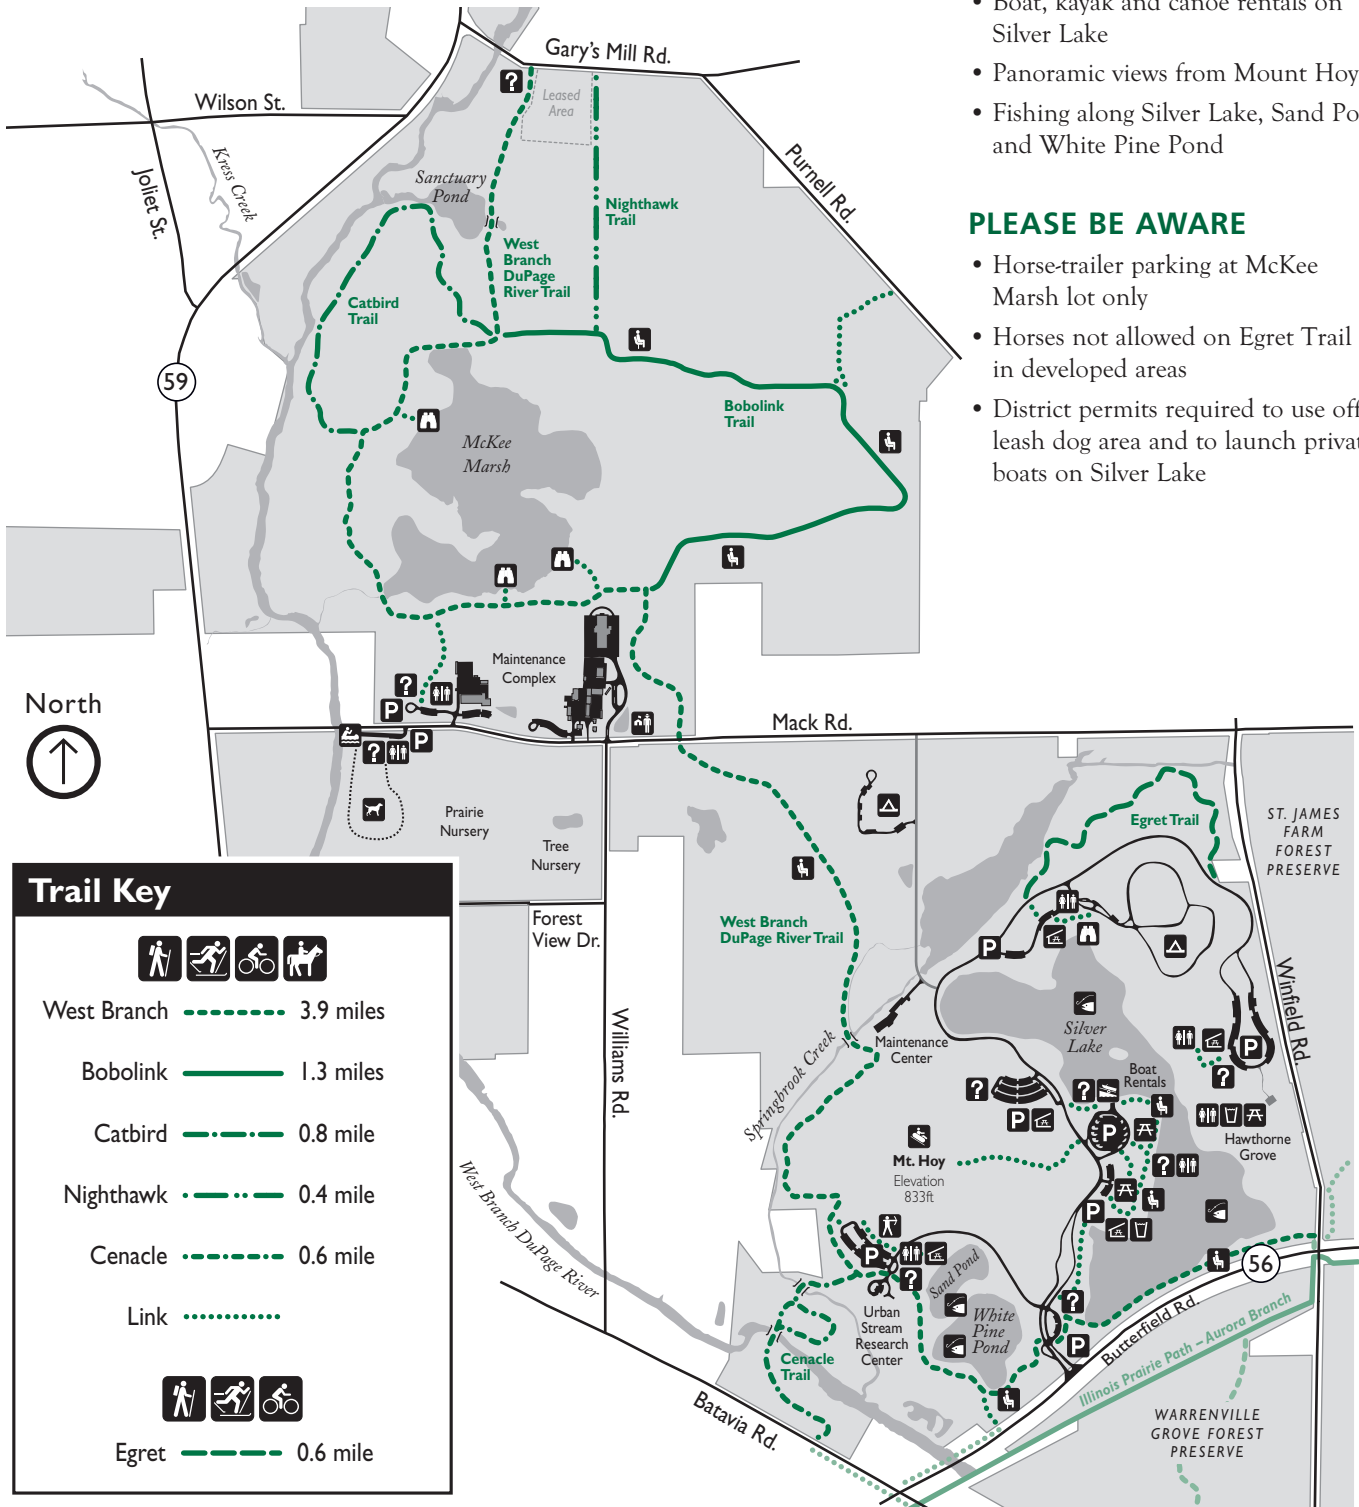 • Boat, kayak and canoe rentals on
Silver Lake
• Panoramic views from Mount Hoy
• Fishing along Silver Lake, Sand Po
and White Pine Pond
PLEASE BE AWARE
• Horse-trailer parking at McKee
Marsh lot only
• Horses not allowed on Egret Trail
in developed areas
• District permits required to use off
leash dog area and to launch privat
boats on Silver Lake
Gary's Mill Rd.
Wilson St.
Leased
Area
Kress Creek
Joliet St.
Sanctuary
Pond
Purnell Rd.
Nighthawk
Trail
West
Branch
DuPage
River Trail
Catbird
Trail
59
Bobolink
Trail
McKee
Marsh
Maintenance
Complex
North
Mack Rd.
Prairie
Nursery
Tree
Nursery
Egret Trail
ST. JAMES
FARM
FOREST
PRESERVE
Forest
View Dr.
West Branch
DuPage River Trail
Winfield Rd.
Williams Rd.
Silver
Lake
Maintenance
Center
Springbrook Creek
Boat
Rentals
Hawthorne
Grove
Mt. Hoy
Elevation
833ft
West Branch DuPage River
Sand Pond
White
Pine
Pond
Urban
Stream
Research
Center
56
Butterfield Rd.
Illinois Prairie Path – Aurora Branch
Cenacle
Trail
Batavia Rd.
WARRENVILLE
GROVE FOREST
PRESERVE
P
P
P
P
P
P
P
P
P
?
?
?
?
?
?
?
?
?
Trail Key
West Branch 3.9 miles
Bobolink 1.3 miles
Catbird 0.8 mile
Nighthawk 0.4 mile
Cenacle 0.6 mile
Link
Egret 0.6 mile